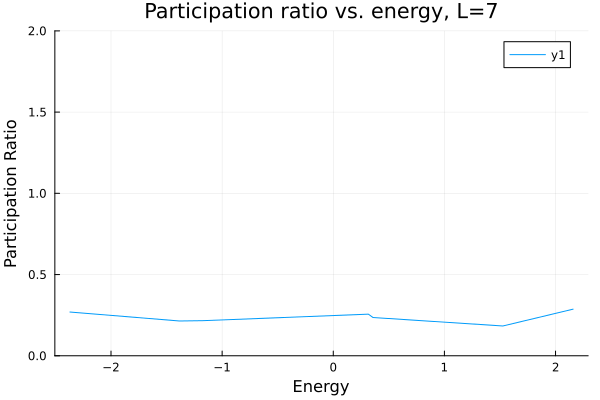 Participation ratio vs. energy, L=7
y1
Participation Ratio
2.0
1.5
1.0
0.5
0.0
−2
−1
0
1
2
Energy